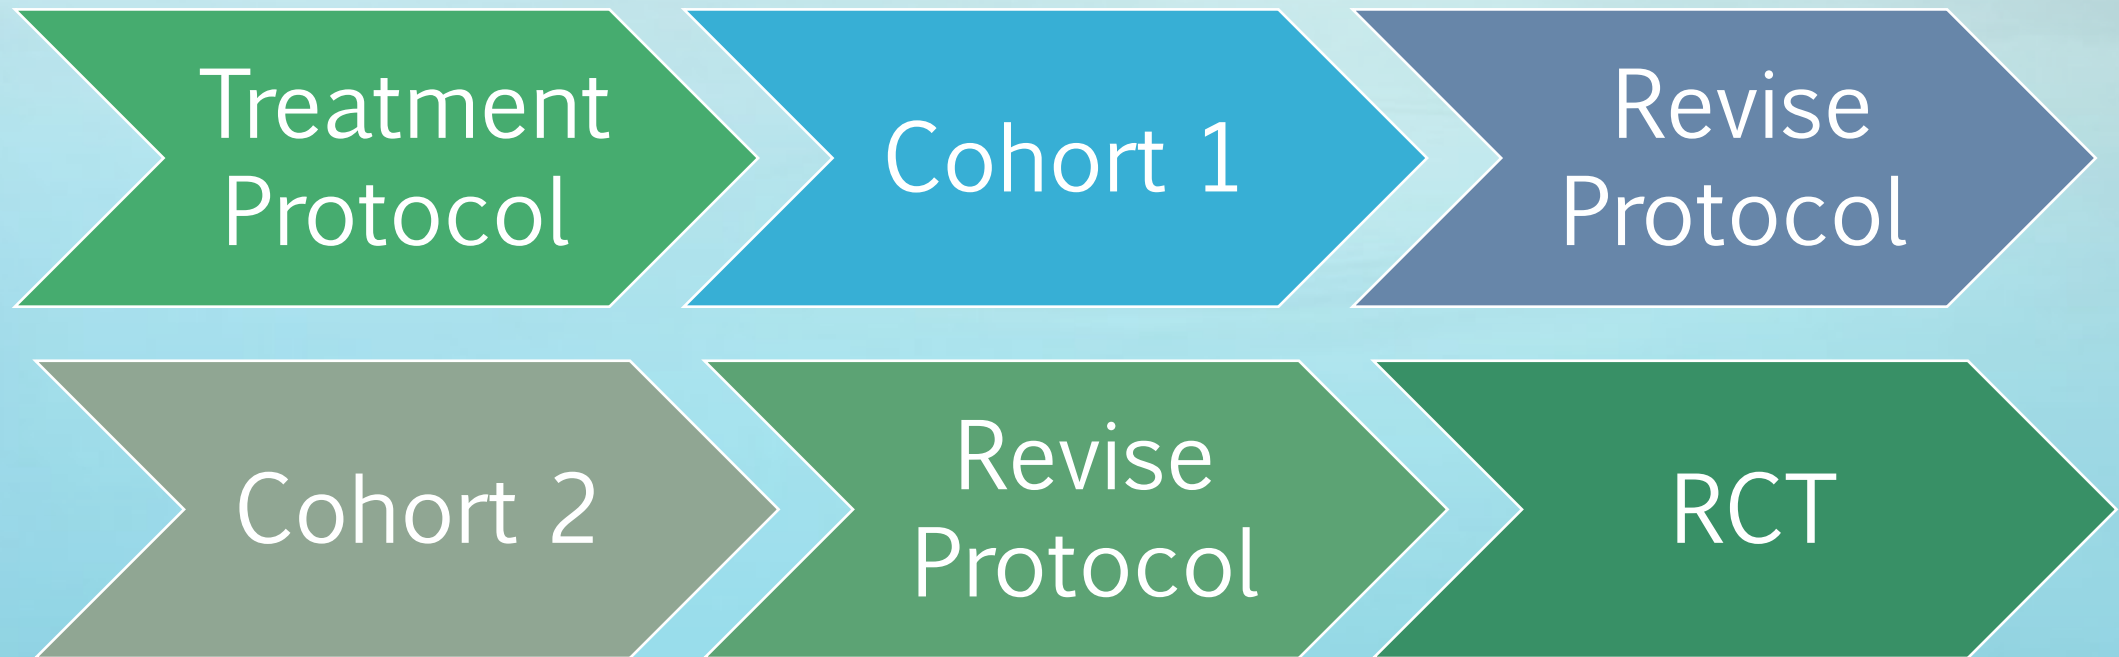 Treatment
Protocol
Cohort 1
Revise
Protocol
Cohort 2
Revise
Protocol
RCT